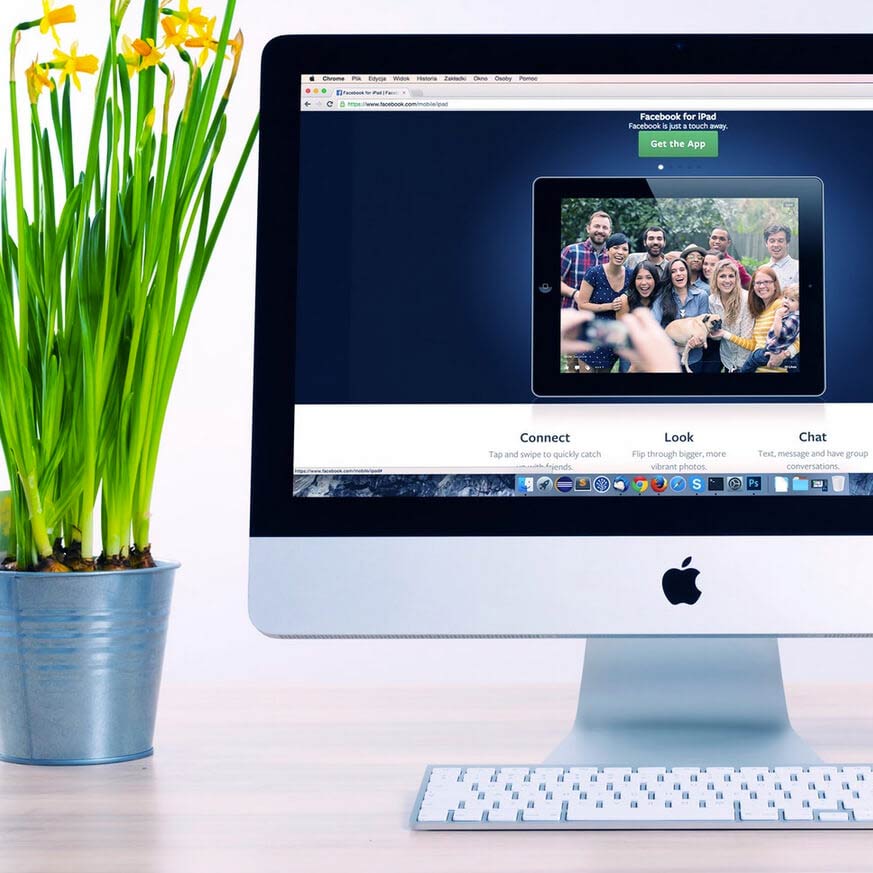 Chrome Plik Edycja Widok Historia Zakładki Okno Osoby Pomoc
Facebook for iPad | Faceb
https://www.facebook.com/mobile/ipad
Facebook for iPad
Facebook is just a touch away.
Get the App
Connect
Tap and swipe to quickly catch
up with friends.
Look
Flip through bigger, more
vibrant photos.
Chat
Text, message and have group
conversations.
https://www.facebook.com/mobile/ipad#
S
Ps